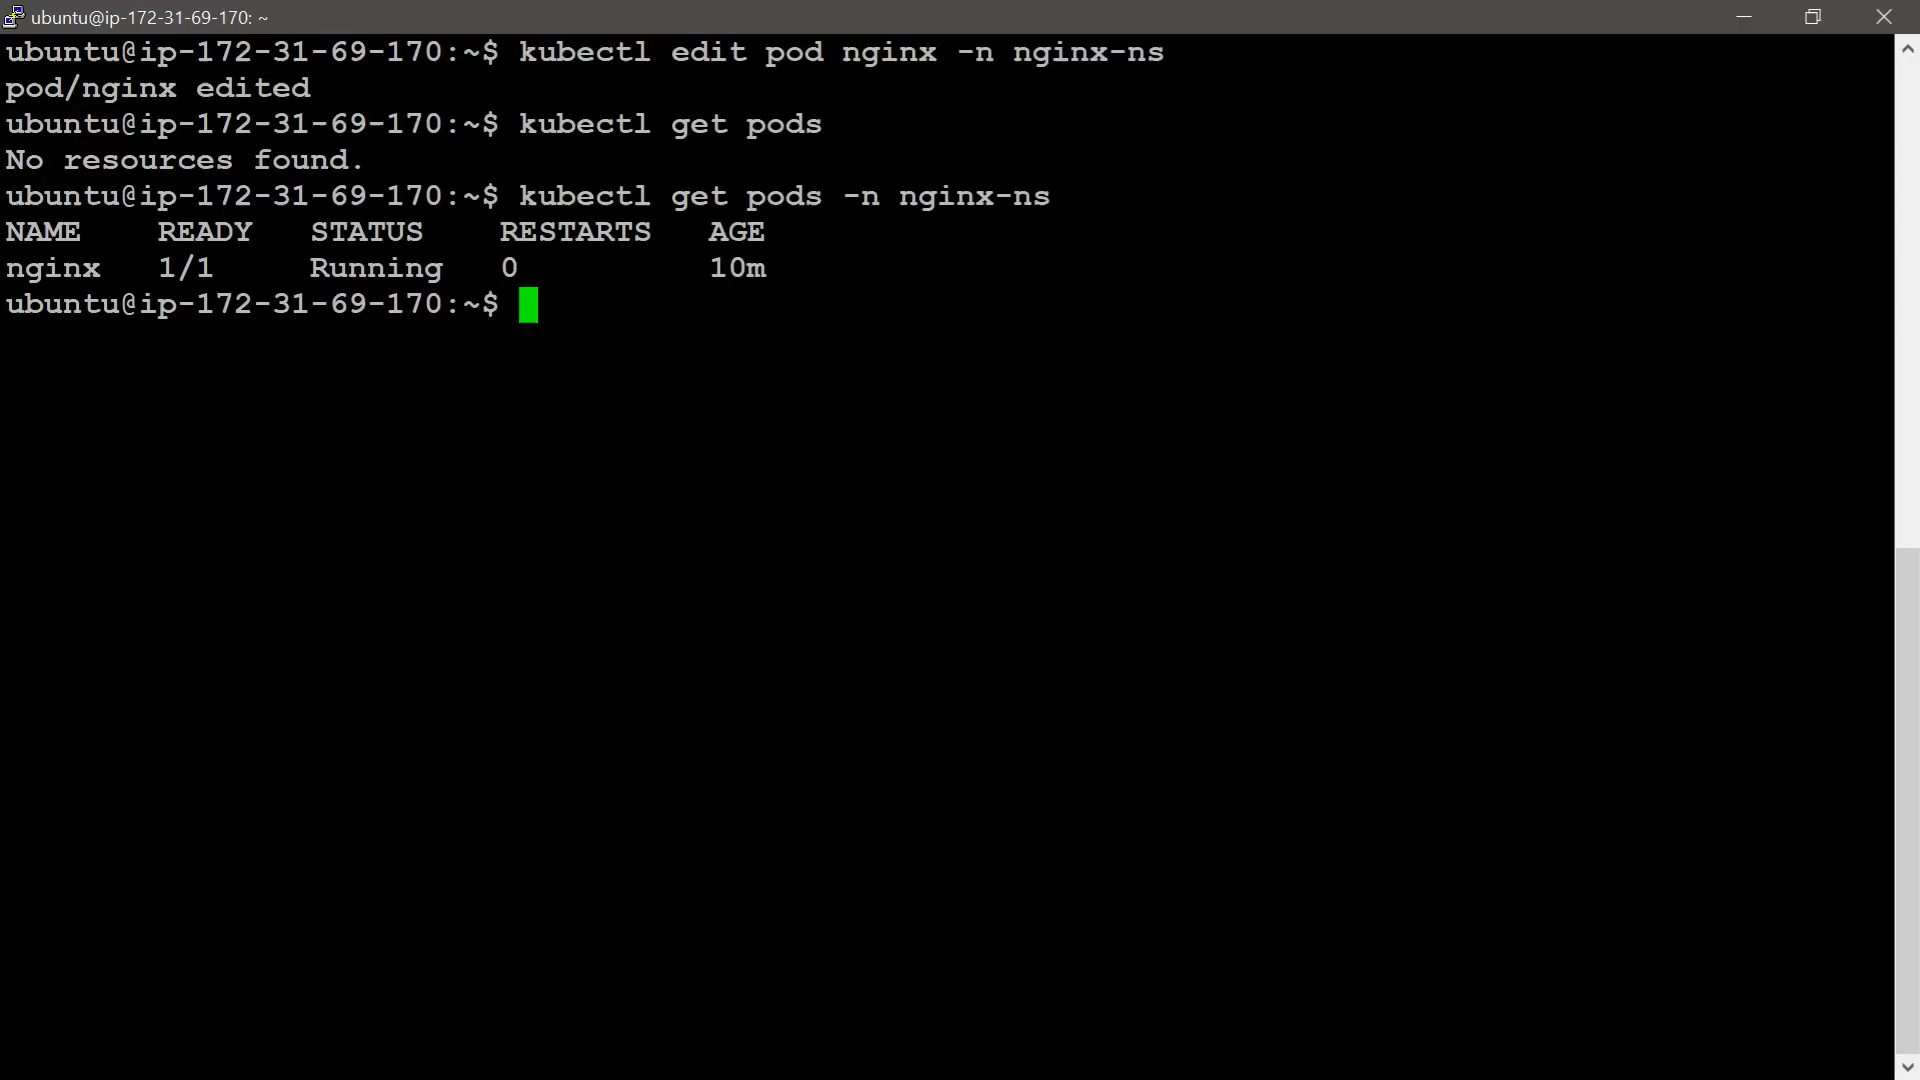 ubuntu@ip-172-31-69-170: ~
ubuntu@ip-172-31-69-170:~$ kubectl edit pod nginx -n nginx-ns
pod/nginx edited
ubuntu@ip-172-31-69-170:~$ kubectl get pods
No resources found.
ubuntu@ip-172-31-69-170:~$ kubectl get pods -n nginx-ns
NAME    READY   STATUS    RESTARTS   AGE
nginx   1/1     Running   0          10m
ubuntu@ip-172-31-69-170:~$